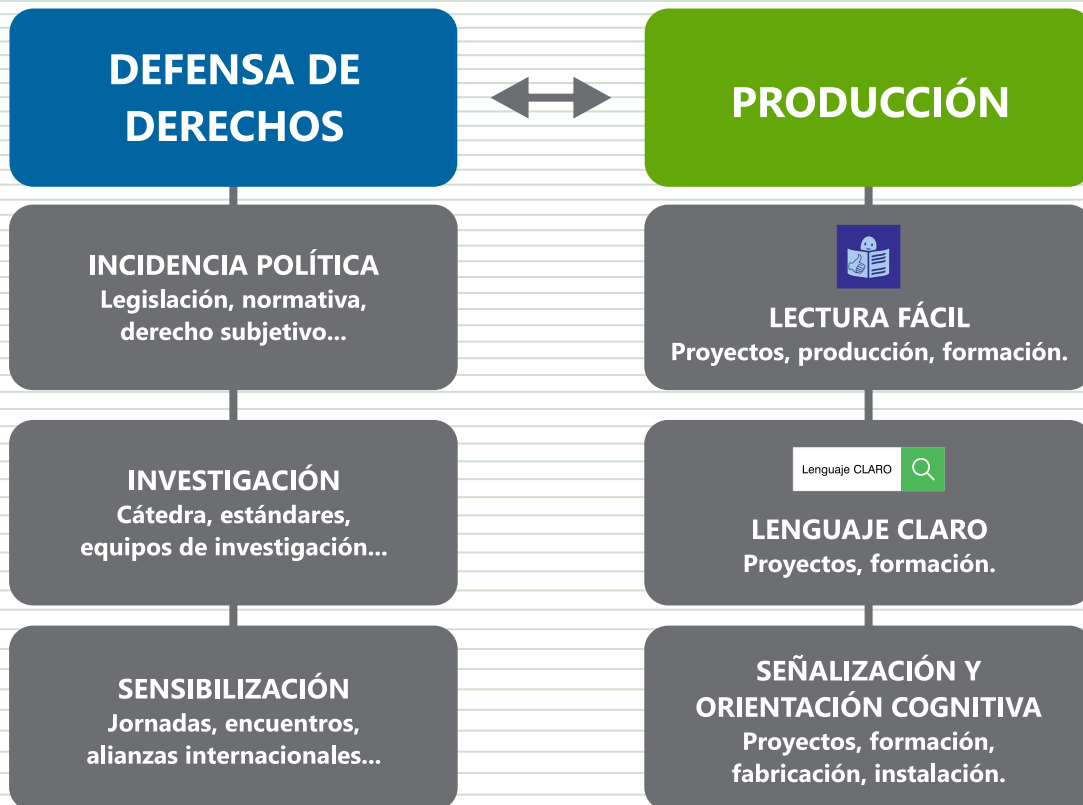 DEFENSA DE
DERECHOS
INCIDENCIA POLÍTICA
Legislación, normativa,
derecho subjetivo...
INVESTIGACIÓN
Cátedra, estándares,
equipos de investigación...
SENSIBILIZACIÓN
Jornadas, encuentros,
alianzas internacionales...
PRODUCCIÓN
LECTURA FÁCIL
Proyectos, producción, formación.
Lenguaje CLARO
LENGUAJE CLARO
Proyectos, formación.
SEÑALIZACIÓN Y
ORIENTACIÓN COGNITIVA
Proyectos, formación,
fabricación, instalación.